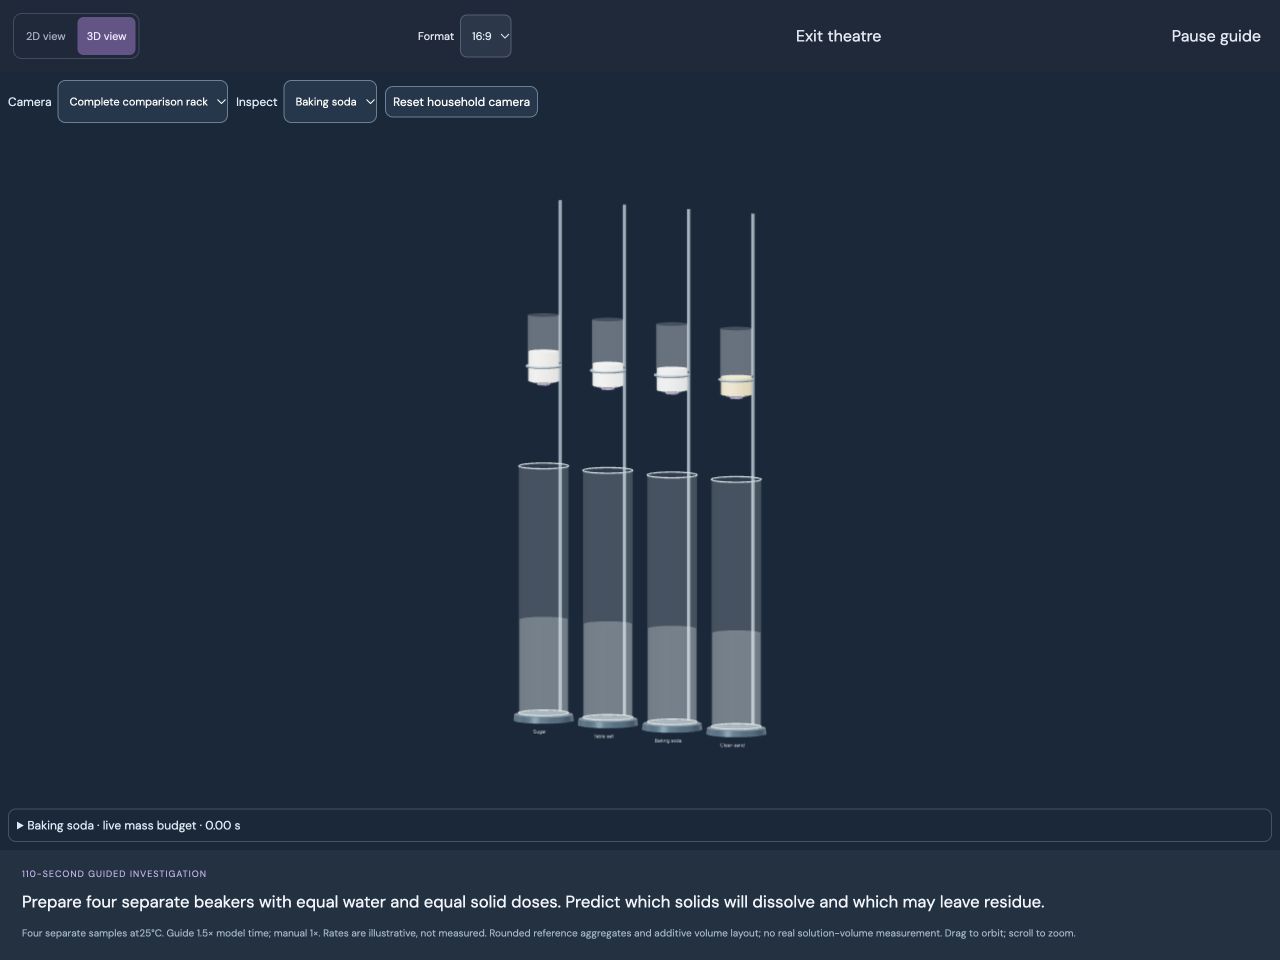 2D view
3D view
Format
16:9
Exit theatre
Pause guide
Camera
Complete comparison rack
Inspect
Baking soda
Reset household camera
Sugar
Table salt
Baking soda
Clean sand
Baking soda · live mass budget · 0.00 s
110-SECOND GUIDED INVESTIGATION
Prepare four separate beakers with equal water and equal solid doses. Predict which solids will dissolve and which may leave residue.
Four separate samples at25°C. Guide 1.5× model time; manual 1×. Rates are illustrative, not measured. Rounded reference aggregates and additive volume layout; no real solution-volume measurement. Drag to orbit; scroll to zoom.